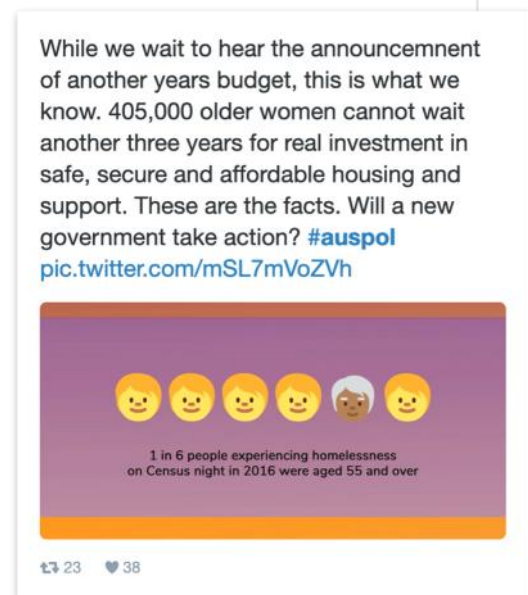 While we wait to hear the announcemnent
of another years budget, this is what we
know. 405,000 older women cannot wait
another three years for real investment in
safe, secure and affordable housing and
support. These are the facts. Will a new
government take action? #auspol
pic.twitter.com/mSL7mVoZVh
1 in 6 people experiencing homelessness
on Census night in 2016 were aged 55 and over
23 38